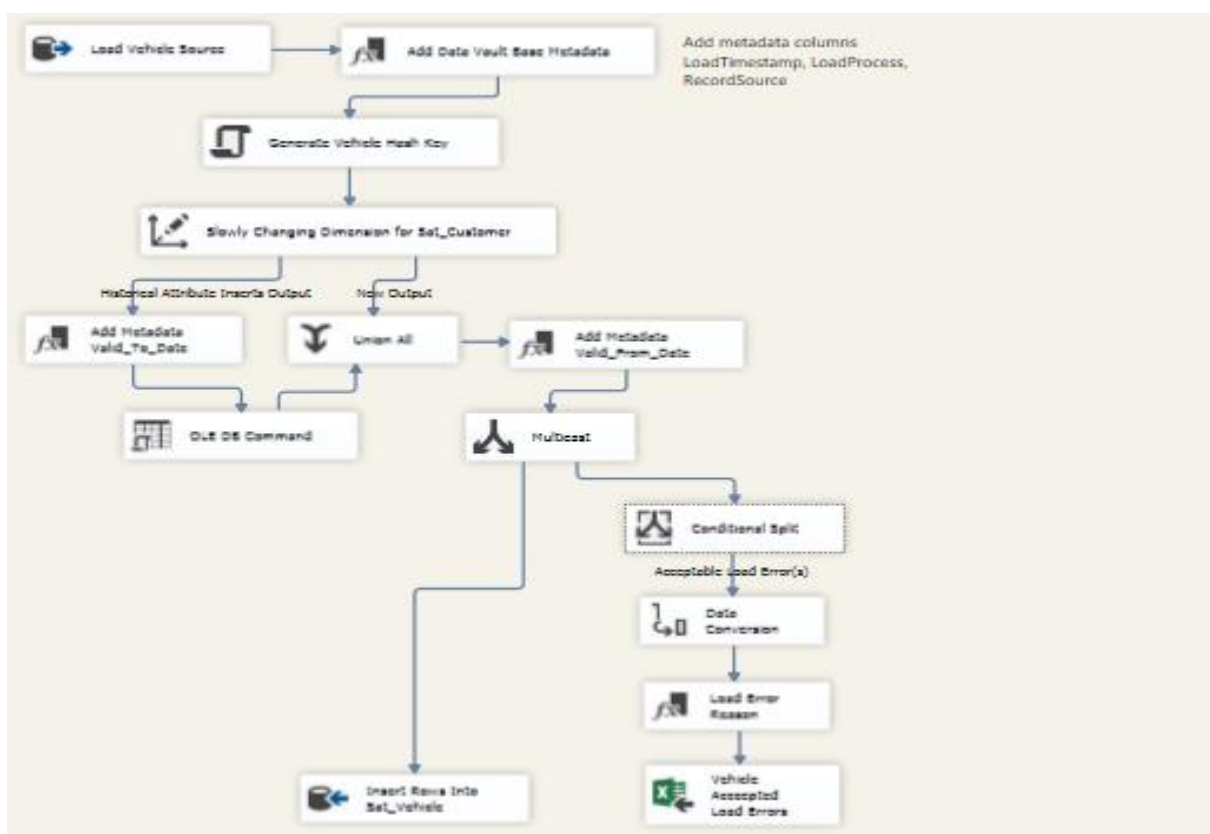 Load Vehicle Source
Add Data Vault Base Metadata
Add metadata columns
LoadTimestamp, LoadProcess,
RecordSource
Generate Vehicle Hash Key
Slowly Changing Dimension for Sat_Customer
Historical Attribute Inserts Output
New Output
Add Metadata
Valid_To_Date
Union All
Add Metadata
Valid_From_Date
OLE DB Command
Multicast
Conditional Split
Acceptable Load Error(s)
Data
Conversion
Load Error
Reason
Insert Rows Into
Sat_Vehicle
Vehicle
Accepted
Load Errors